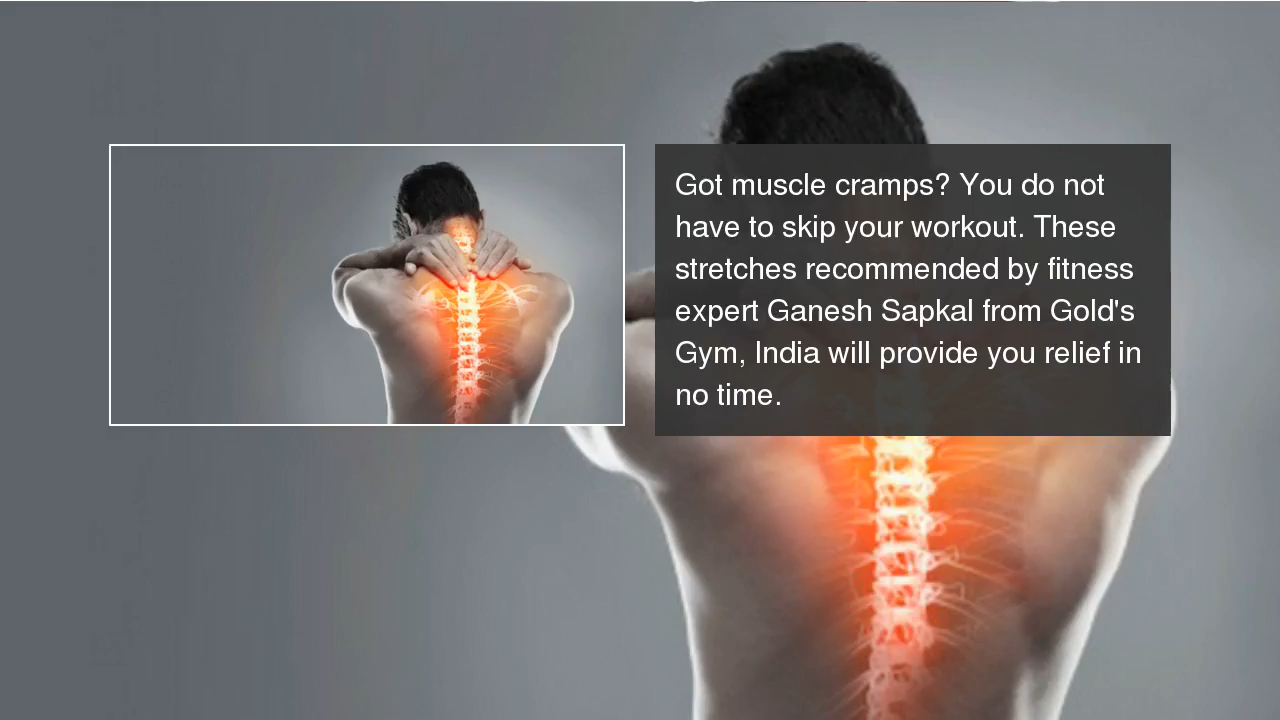 Got muscle cramps? You do not
have to skip your workout. These
stretches recommended by fitness
expert Ganesh Sapkal from Gold's
Gym, India will provide you relief in
no time.